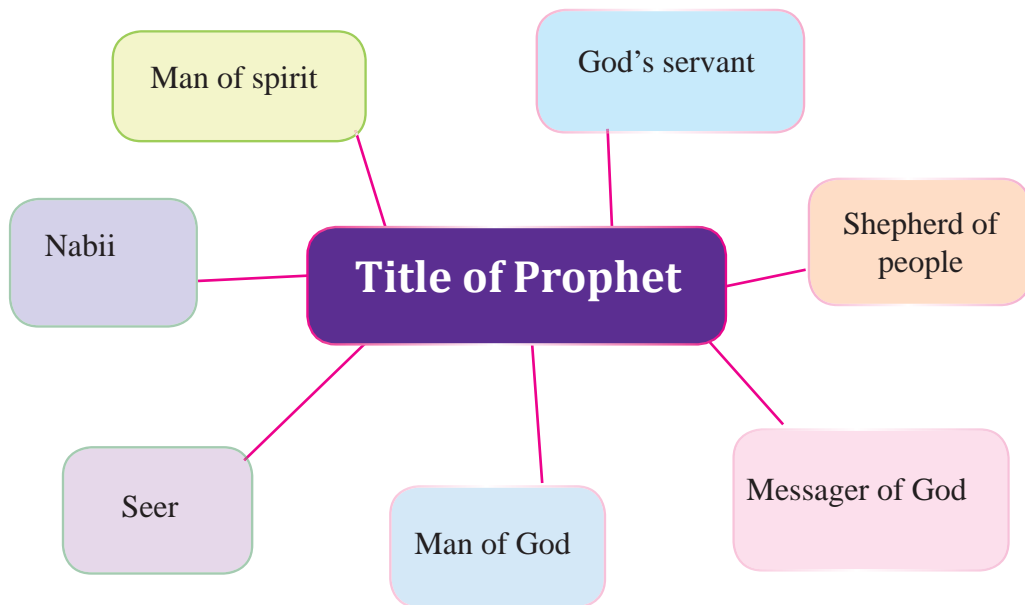 Man of spirit
God’s servant
Nabii
Title of Prophet
Shepherd of
people
Seer
Man of God
Messager of God